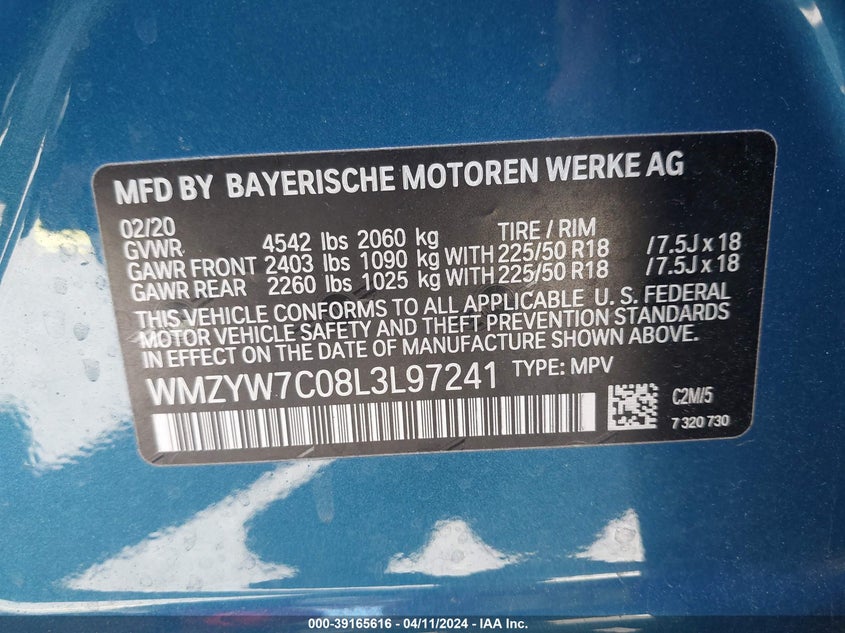 MFD BY BAYERISCHE MOTOREN WERKE AG
02/20 TIRE / RIM
GVWR 4542 lbs 2060 kg
GAWR FRONT 2403 lbs 1090 kg WITH 225/50 R18 /7.5J x 18
GAWR REAR 2260 lbs 1025 kg WITH 225/50 R18 /7.5J x 18
THIS VEHICLE CONFORMS TO ALL APPLICABLE U. S. FEDERAL
MOTOR VEHICLE SAFETY AND THEFT PREVENTION STANDARDS
IN EFFECT ON THE DATE OF MANUFACTURE SHOWN ABOVE.
WMZYW7C08L3L97241 TYPE: MPV
C2M/5
7 320 730
000-39165616 - 04/11/2024 - IAA Inc.